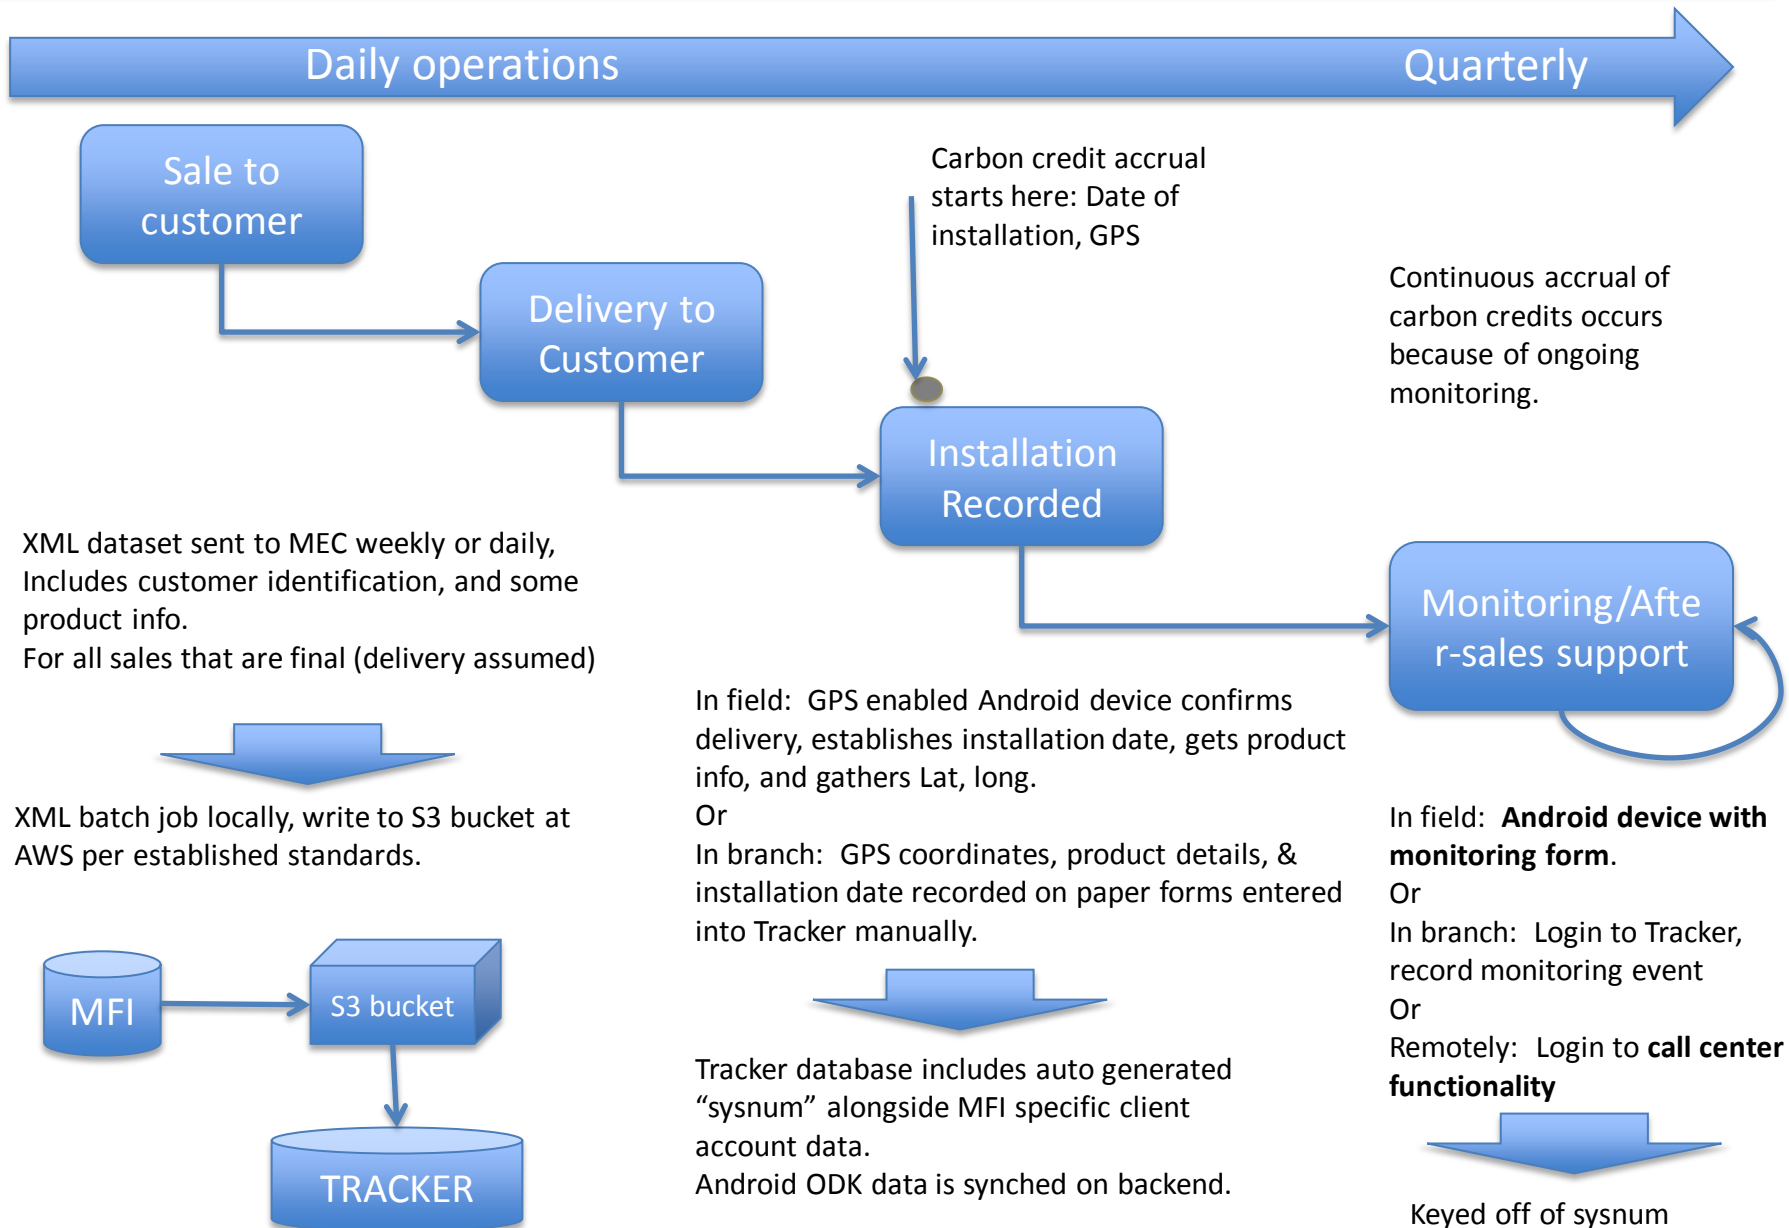 Daily operations
Quarterly
Sale to
customer
Carbon credit accrual
starts here: Date of
installation, GPS
Delivery to
Customer
Continuous accrual of
carbon credits occurs
because of ongoing
monitoring.
Installation
Recorded
XML dataset sent to MEC weekly or daily,
Includes customer identification, and some
product info.
For all sales that are final (delivery assumed)
Monitoring/Afte
r-sales support
In field: GPS enabled Android device confirms
delivery, establishes installation date, gets product
info, and gathers Lat, long.
Or
In branch: GPS coordinates, product details, &
installation date recorded on paper forms entered
into Tracker manually.
XML batch job locally, write to S3 bucket at
AWS per established standards.
In field: Android device with
monitoring form.
Or
In branch: Login to Tracker,
record monitoring event
Or
Remotely: Login to call center
functionality
MFI
S3 bucket
TRACKER
Tracker database includes auto generated
“sysnum” alongside MFI specific client
account data.
Android ODK data is synched on backend.
Keyed off of sysnum